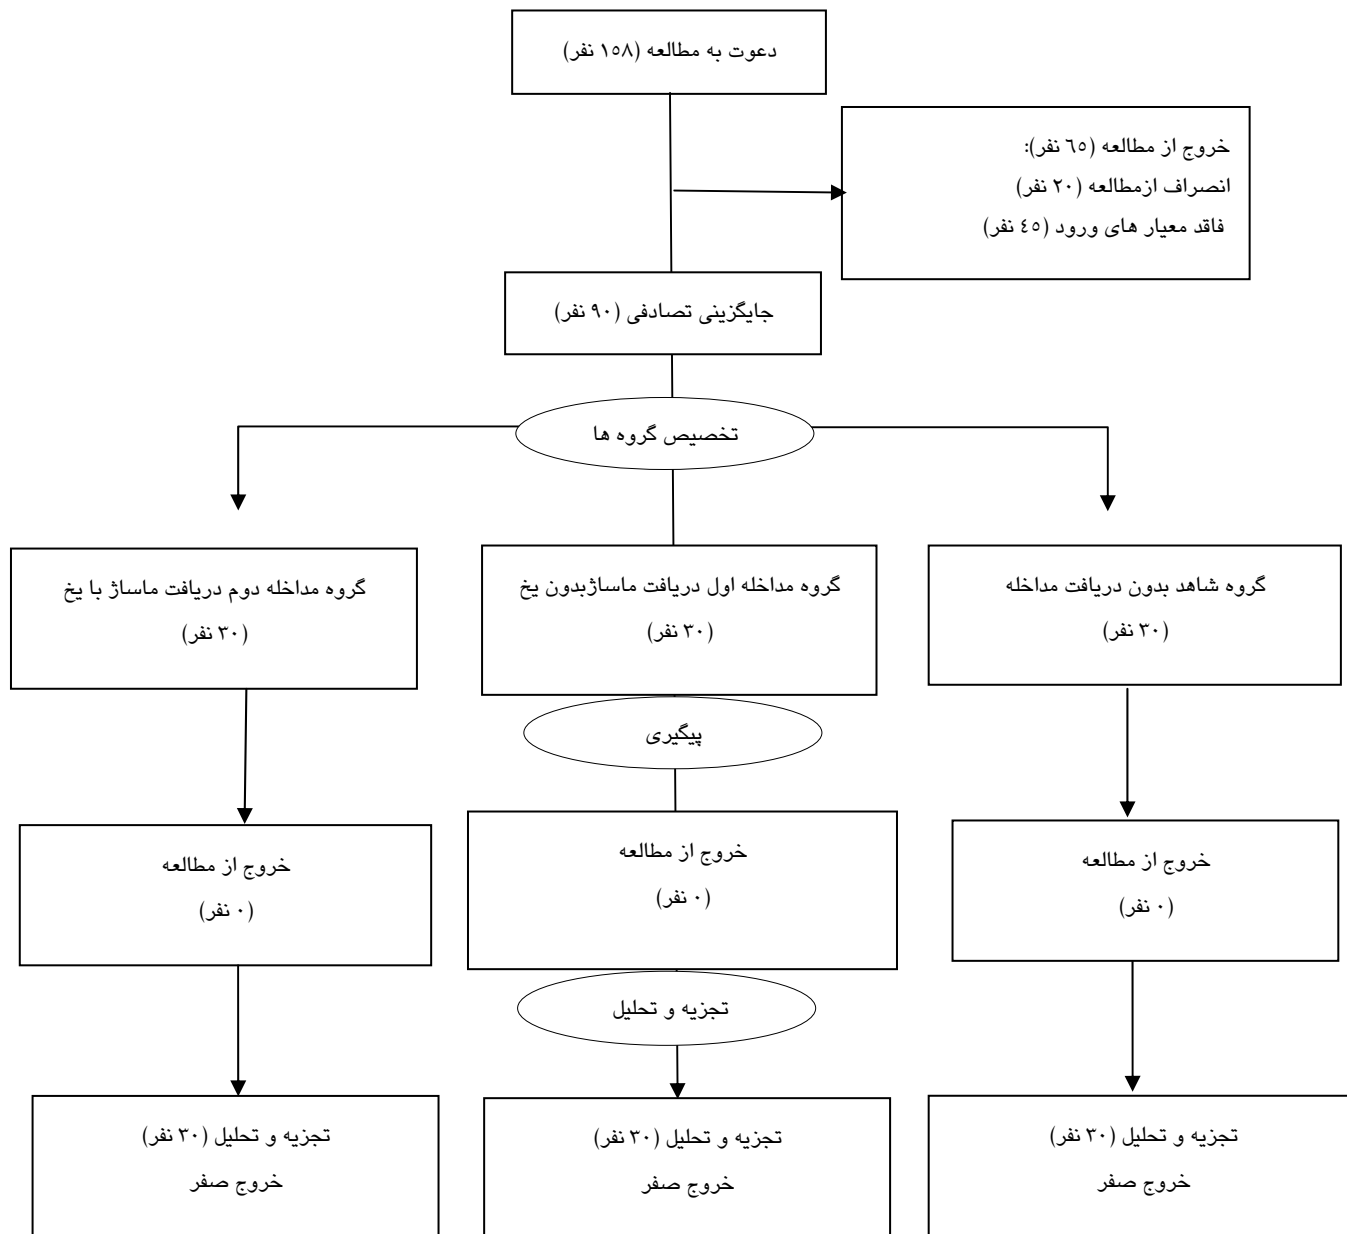 دعوت به مطالعه (۱۵۸ نفر)
خروج از مطالعه (٦٥ نفر):
انصراف ازمطالعه (۲۰ نفر)
فاقد معیار های ورود (٤٥ نفر)
جایگزینی تصادفی (۹۰ نفر)
تخصیص گروه ها
گروه شاهد بدون دریافت مداخله
(۳۰ نفر)
گروه مداخله اول دریافت ماساژبدون یخ
(۳۰ نفر)
گروه مداخله دوم دریافت ماساژ با یخ
(۳۰ نفر)
پیگیری
خروج از مطالعه
(۰ نفر)
خروج از مطالعه
(۰ نفر)
خروج از مطالعه
(۰ نفر)
تجزیه و تحلیل
تجزیه و تحلیل (۳۰ نفر)
خروج صفر
تجزیه و تحلیل (۳۰ نفر)
خروج صفر
تجزیه و تحلیل (۳۰ نفر)
خروج صفر